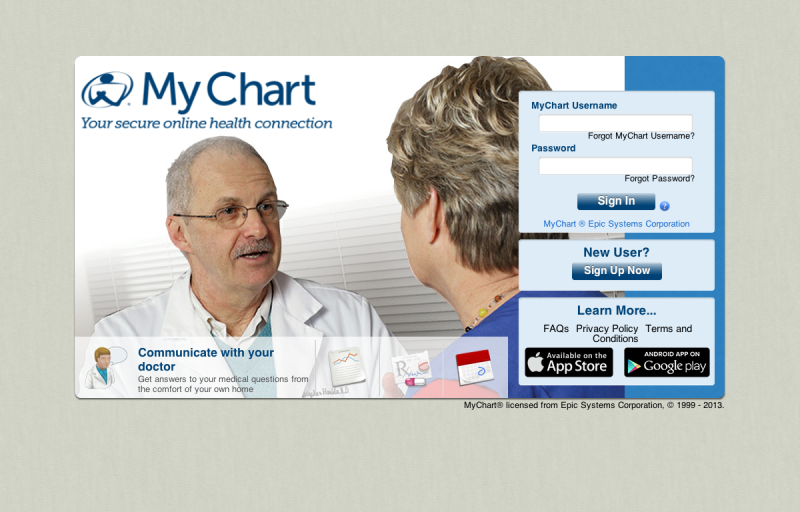 My Chart
Your secure online health connection
MyChart Username
Forgot MyChart Username?
Password
Forgot Password?
Sign In
?
MyChart ® Epic Systems Corporation
New User?
Sign Up Now
Learn More...
FAQs Privacy Policy Terms and
Conditions
Available on the
App Store
ANDROID APP ON
Google play
Communicate with your
doctor
Get answers to your medical questions from
the comfort of your own home
MyChart® licensed from Epic Systems Corporation, © 1999 - 2013.